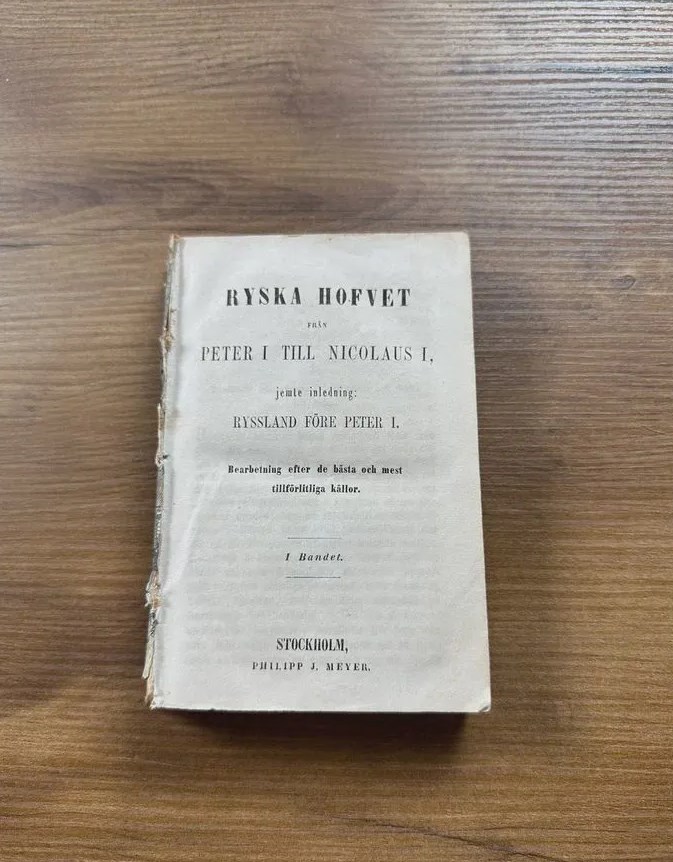 RYSKA HOFVET
FRÅN
PETER I TILL NICOLAUS I,
jemte inledning:
RYSSLAND FÖRE PETER I.
Bearbetning efter de bästa och mest
tillförlitliga källor.
I Bandet.
STOCKHOLM,
PHILIPP J. MEYER.